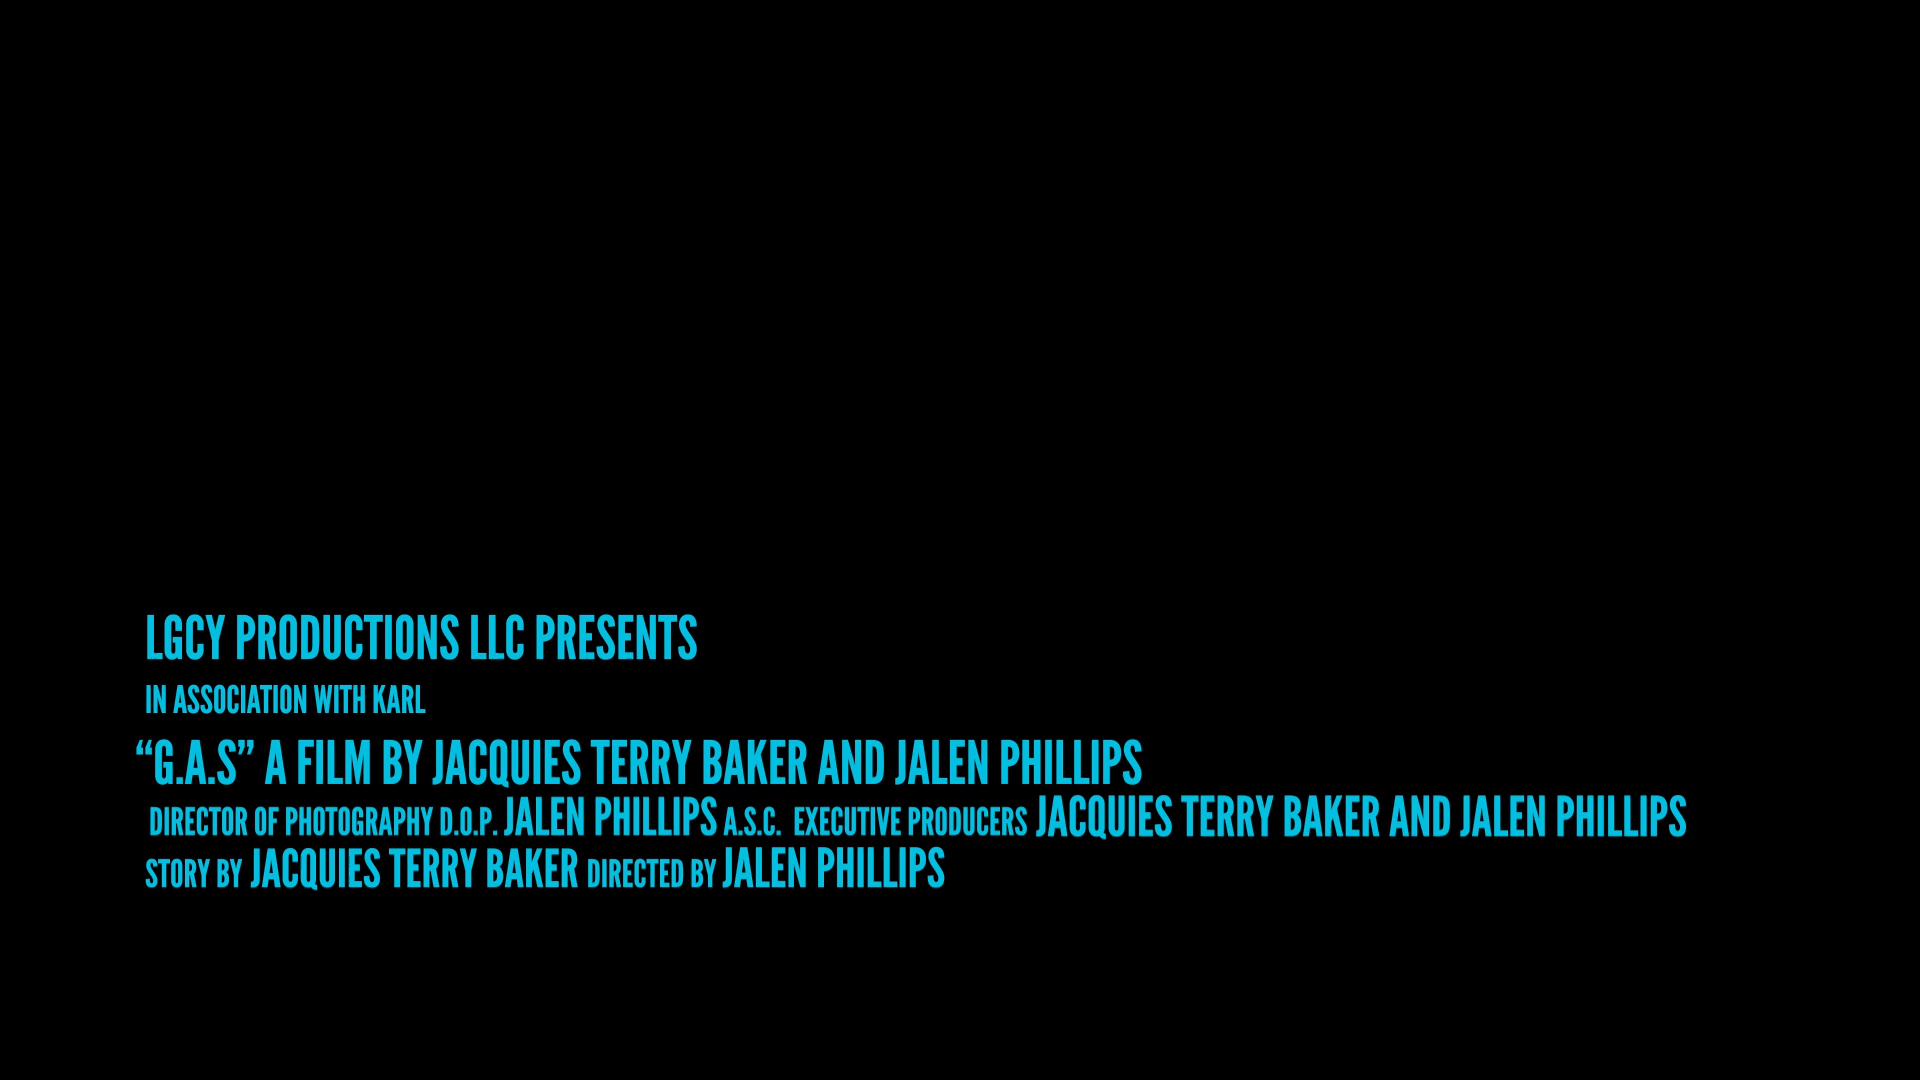 LGCY PRODUCTIONS LLC PRESENTS
IN ASSOCIATION WITH KARL
“G.A.S” A FILM BY JACQUIES TERRY BAKER AND JALEN PHILLIPS
DIRECTOR OF PHOTOGRAPHY D.O.P. JALEN PHILLIPS A.S.C. EXECUTIVE PRODUCERS JACQUIES TERRY BAKER AND JALEN PHILLIPS
STORY BY JACQUIES TERRY BAKER DIRECTED BY JALEN PHILLIPS